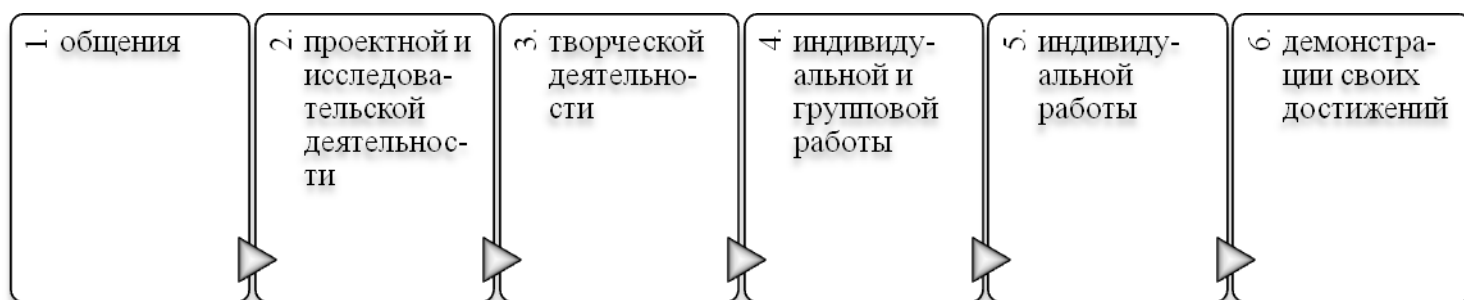 1. общения
2. проектной и
исследова-
тельской
деятельнос-
ти
3. творческой
деятельно-
сти
4. индивиду-
альной и
групповой
работы
5. индивиду-
альной
работы
6. демонстра-
ции своих
достижений